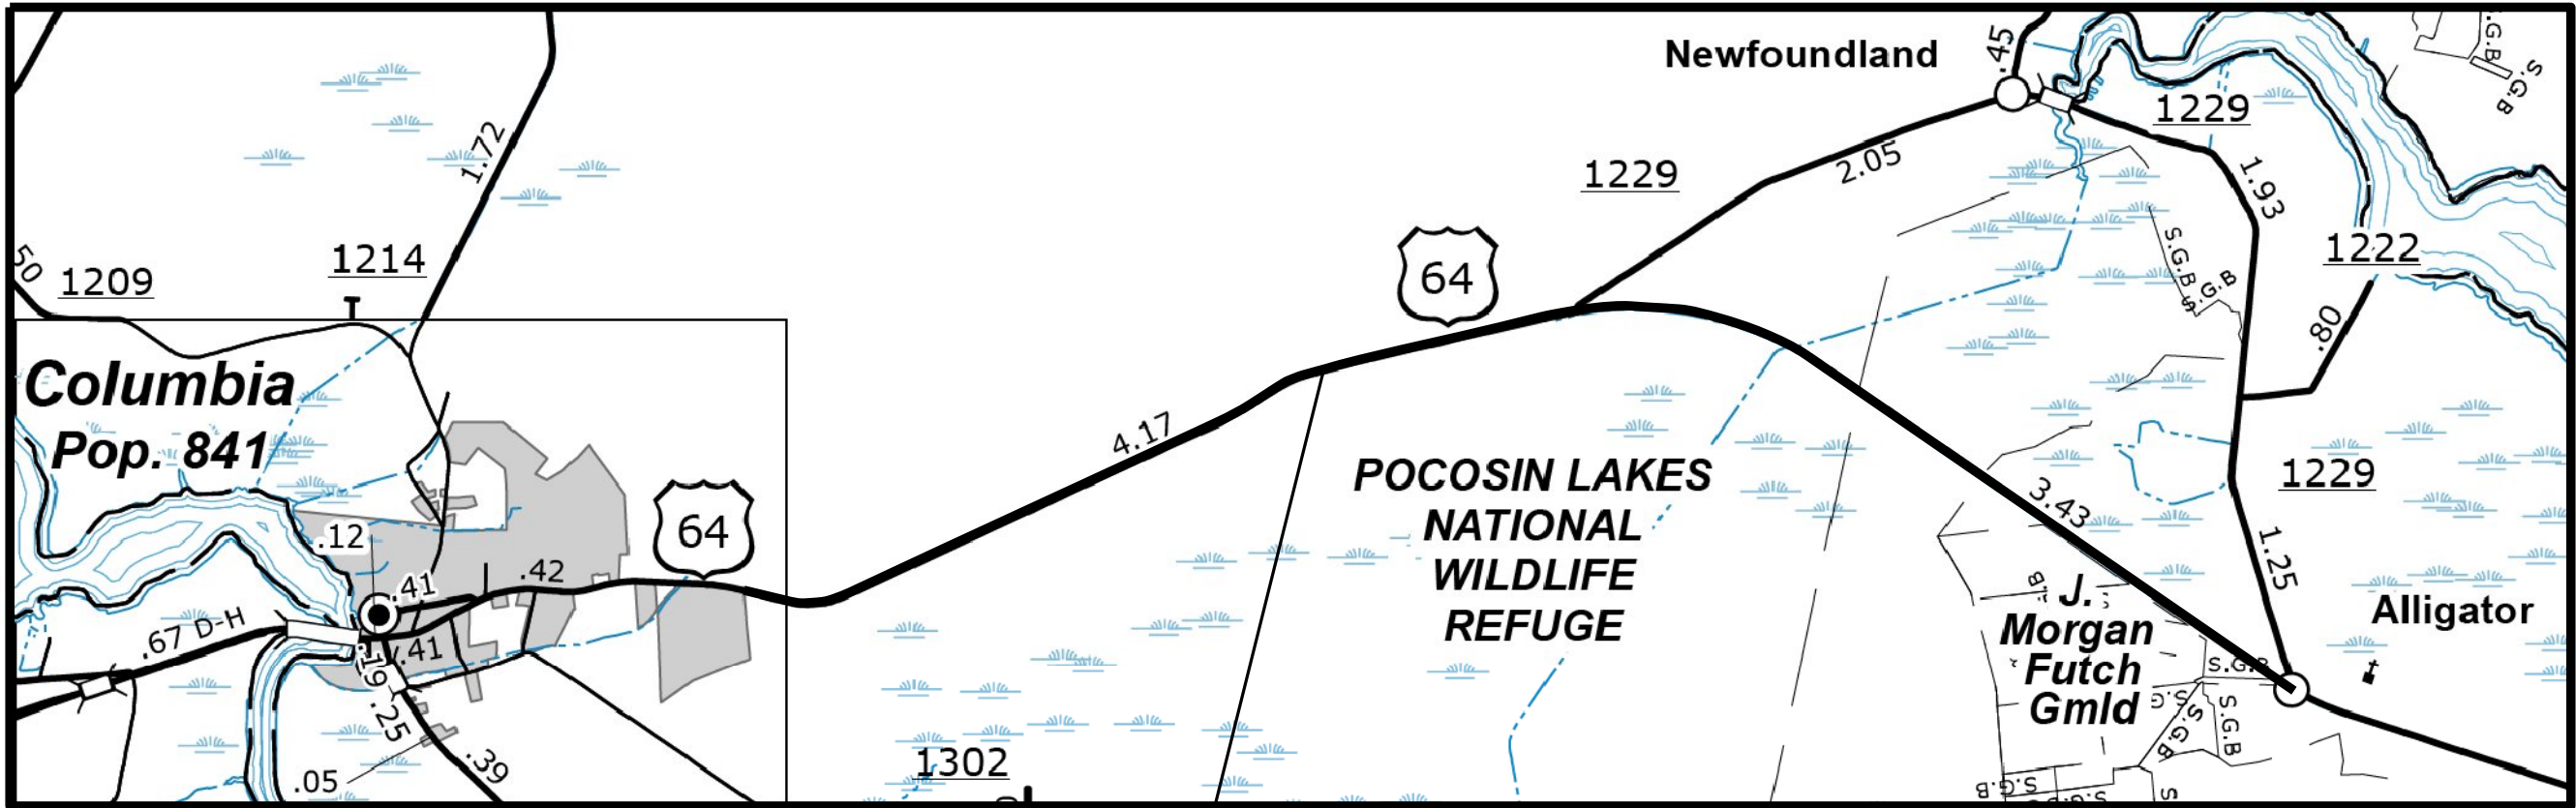 Newfoundland
.45
S.G.B
S.G.B
1229
1.72
2.05
1229
1.93
1214
1222
50
1209
64
S.G.B
S.G.B
.80
Columbia
Pop. 841
4.17
POCOSIN LAKES
NATIONAL
WILDLIFE
REFUGE
1229
3.43
64
.12
.42
.41
1.25
J.
Morgan
Futch
Gmld
Alligator
.67 D-H
.41
.19
S.G.B
.25
S.G.B
S.G.B
.39
.05
1302
S.G.B